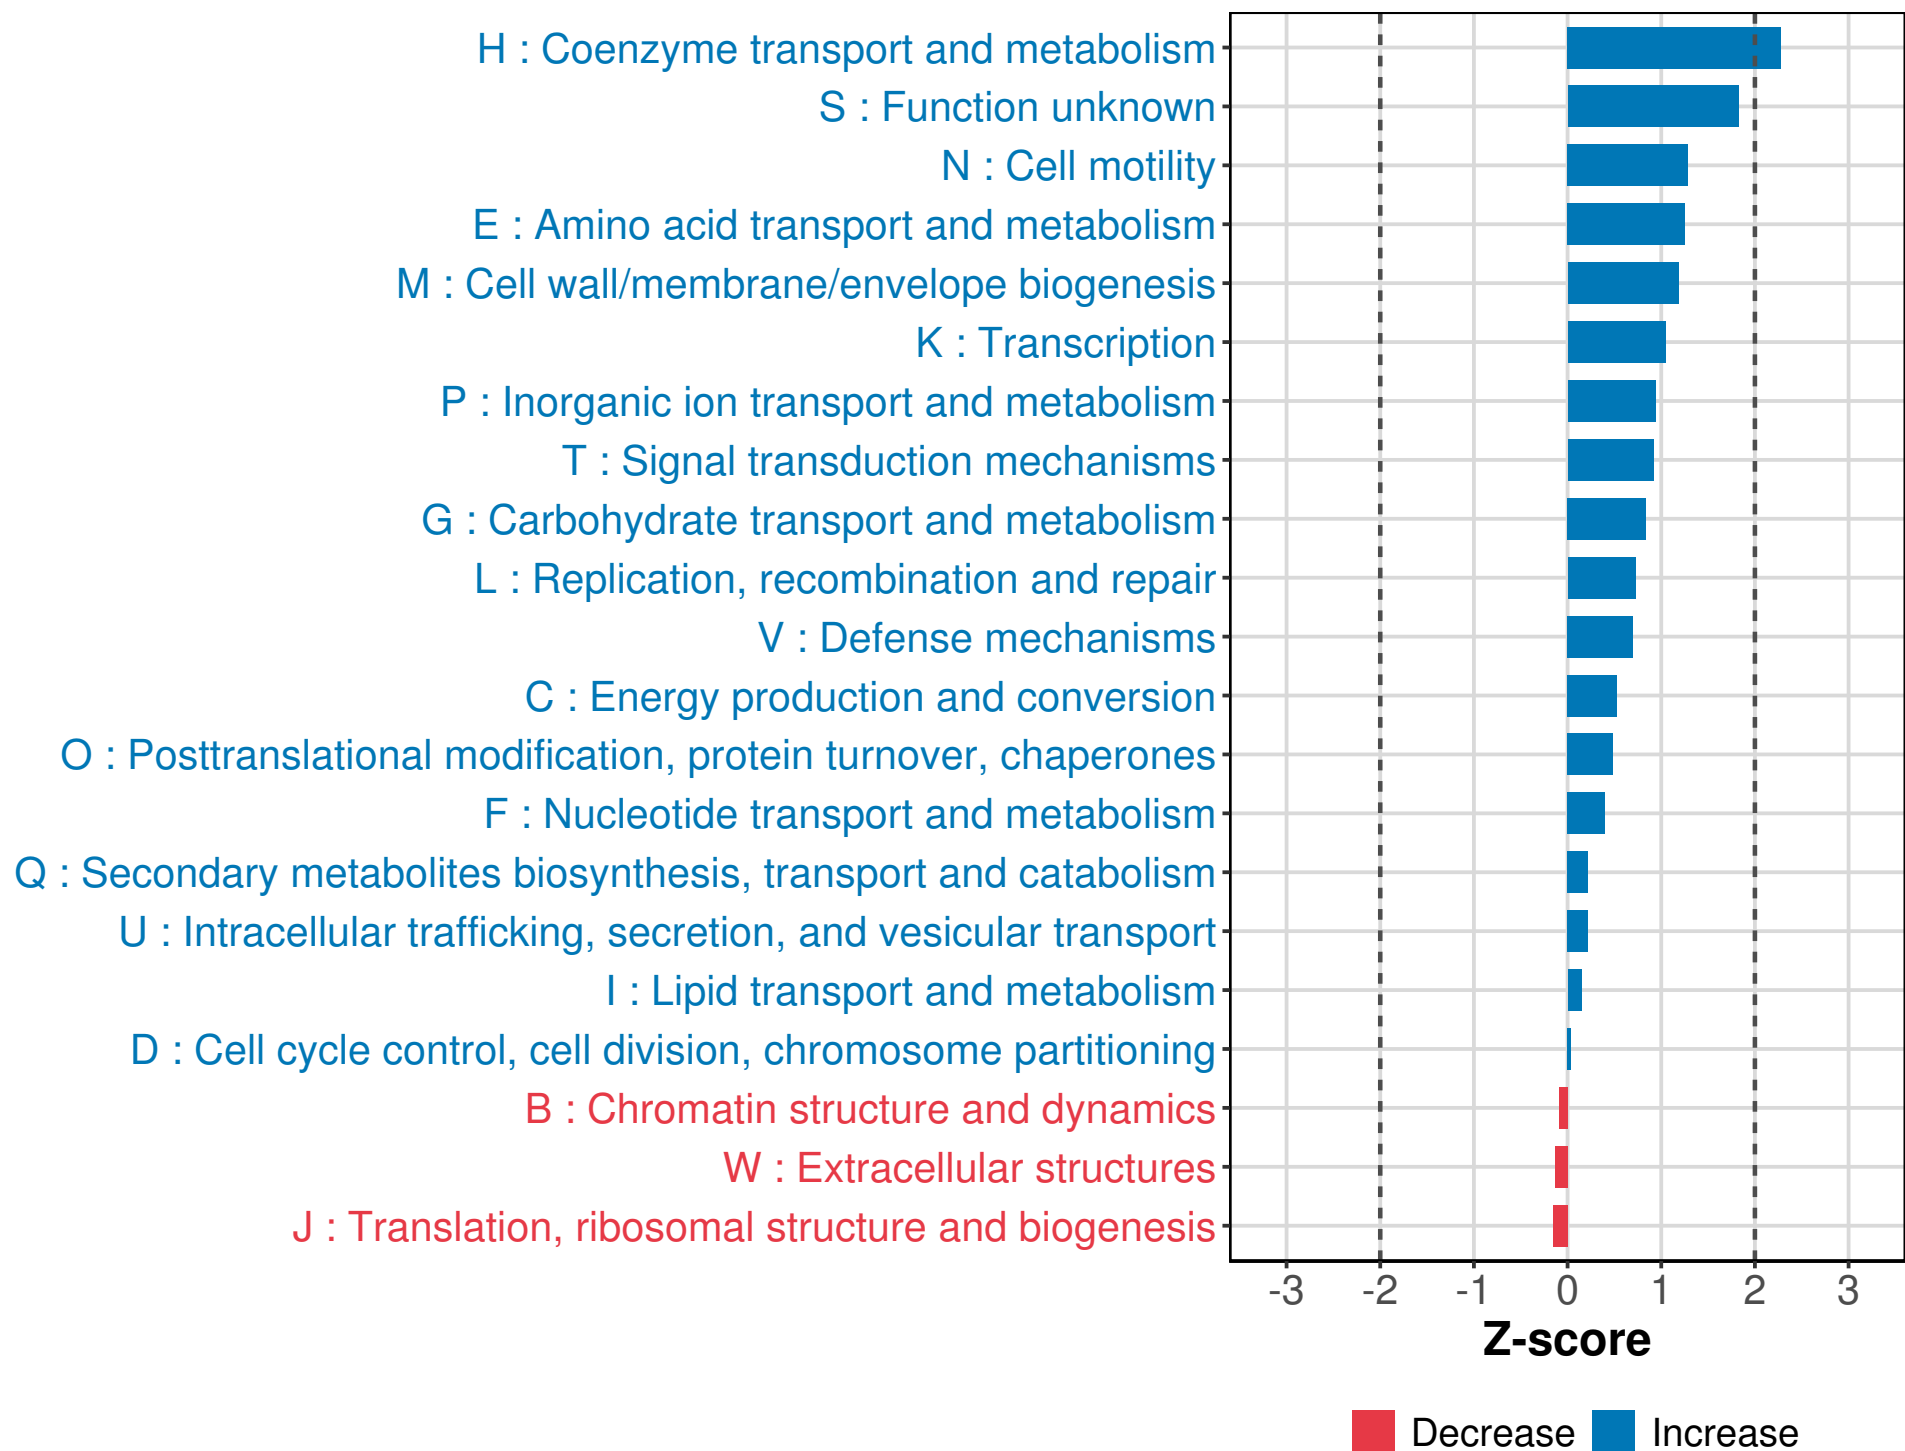 H : Coenzyme transport and metabolism
S : Function unknown
N : Cell motility
E : Amino acid transport and metabolism
M : Cell wall/membrane/envelope biogenesis
K : Transcription
P : Inorganic ion transport and metabolism
T : Signal transduction mechanisms
G : Carbohydrate transport and metabolism
L : Replication, recombination and repair
V : Defense mechanisms
C : Energy production and conversion
O : Posttranslational modification, protein turnover, chaperones
F : Nucleotide transport and metabolism
Q : Secondary metabolites biosynthesis, transport and catabolism
U : Intracellular trafficking, secretion, and vesicular transport
I : Lipid transport and metabolism
D : Cell cycle control, cell division, chromosome partitioning
B : Chromatin structure and dynamics
W : Extracellular structures
J : Translation, ribosomal structure and biogenesis
-3 -2 -1 0 1 2 3
Z-score
Decrease Increase